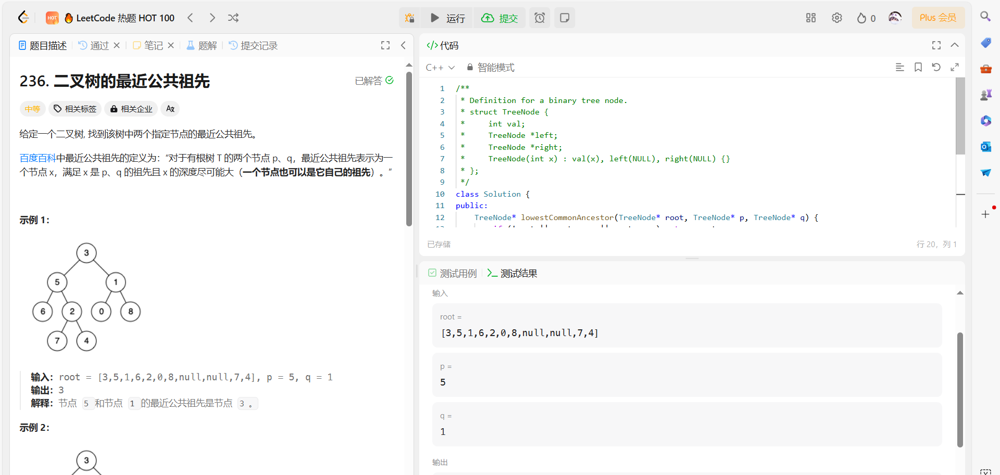 HOT
LeetCode 热题 HOT 100
运行
提交
0
Plus 会员
题目描述
通过
笔记
题解
提交记录
236. 二叉树的最近公共祖先
已解答
中等
相关标签
相关企业
给定一个二叉树, 找到该树中两个指定节点的最近公共祖先。
百度百科中最近公共祖先的定义为：“对于有根树 T 的两个节点 p、q，最近公共祖先表示为一
个节点 x，满足 x 是 p、q 的祖先且 x 的深度尽可能大（一个节点也可以是它自己的祖先）。”
示例 1：
3
5
1
6
2
0
8
7
4
输入：root = [3,5,1,6,2,0,8,null,null,7,4], p = 5, q = 1
输出：3
解释：节点 5 和节点 1 的最近公共祖先是节点 3 。
示例 2：
3
代码
C++
智能模式
1 /**
2  * Definition for a binary tree node.
3  * struct TreeNode {
4  *     int val;
5  *     TreeNode *left;
6  *     TreeNode *right;
7  *     TreeNode(int x) : val(x), left(NULL), right(NULL) {}
8  * };
9  */
10 class Solution {
11 public:
12     TreeNode* lowestCommonAncestor(TreeNode* root, TreeNode* p, TreeNode* q) {
已存储
行 20，列 1
测试用例
测试结果
输入
root =
[3,5,1,6,2,0,8,null,null,7,4]
p =
5
q =
1
输出